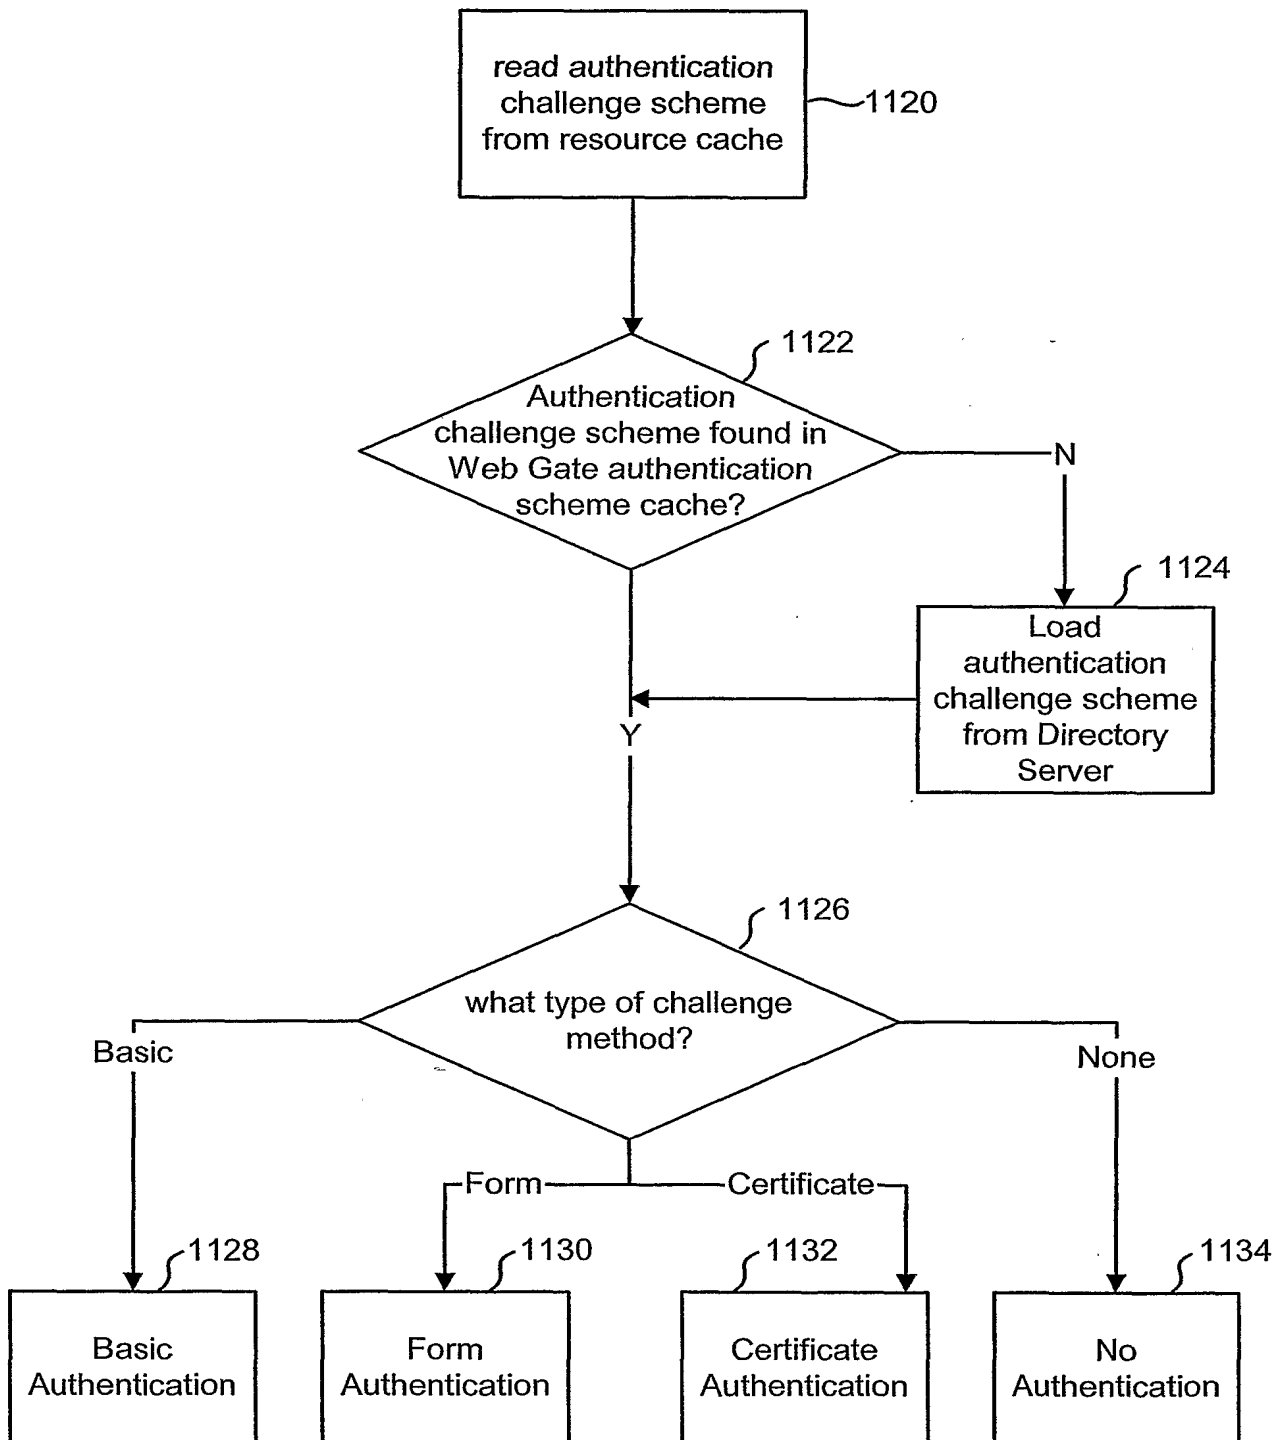 read authentication
challenge scheme
from resource cache
1120
1122
Authentication
challenge scheme found in
Web Gate authentication
scheme cache?
N
1124
Load
authentication
challenge scheme
from Directory
Server
Y
1126
what type of challenge
method?
Basic
None
Form
Certificate
1128
1130
1132
1134
Basic
Authentication
Form
Authentication
Certificate
Authentication
No
Authentication